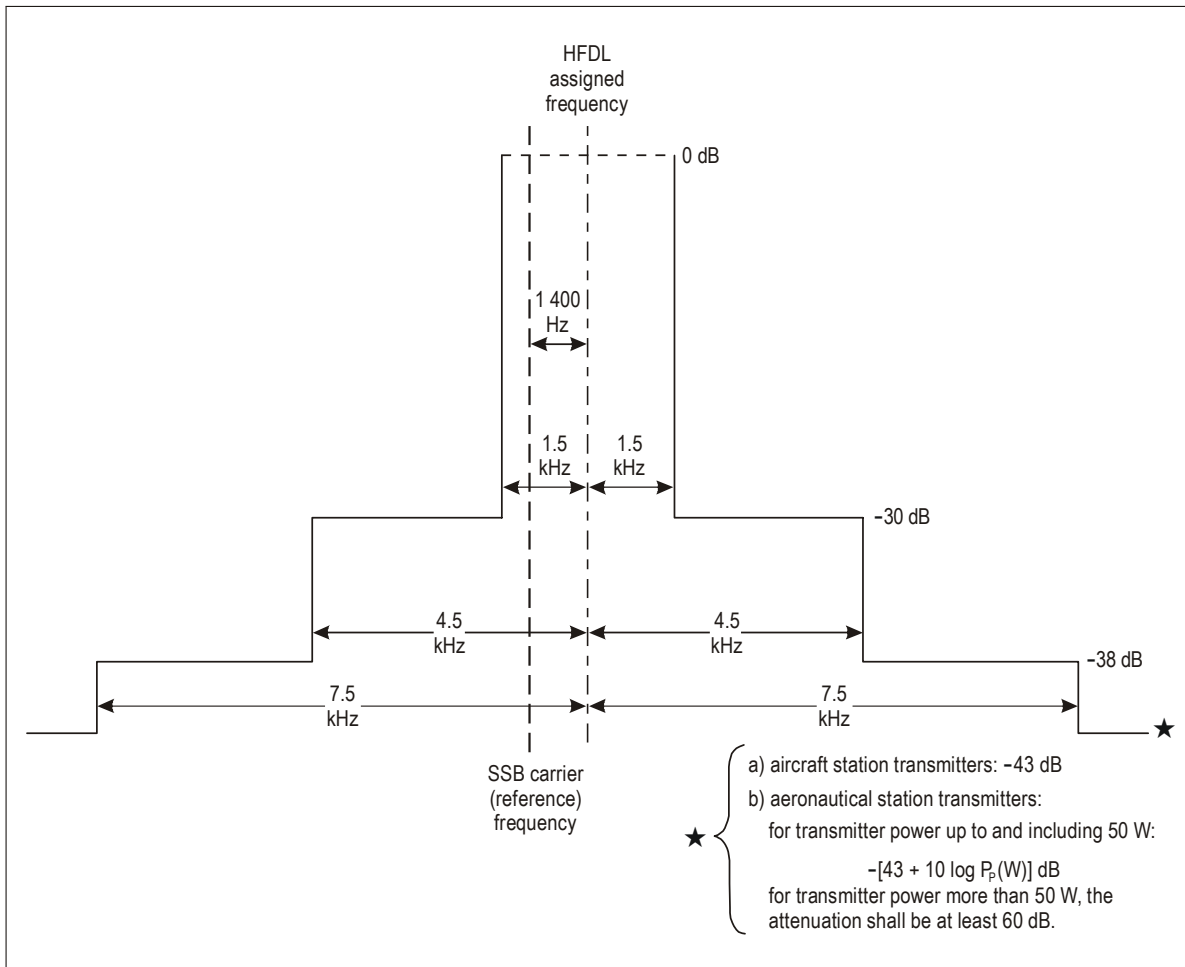 HFDL
assigned
frequency
0 dB
1 400
Hz
1.5
kHz
1.5
kHz
−30 dB
4.5
kHz
4.5
kHz
−38 dB
7.5
kHz
7.5
kHz
★
SSB carrier
(reference)
frequency
★
a) aircraft station transmitters: −43 dB
b) aeronautical station transmitters:
for transmitter power up to and including 50 W:
−[43 + 10 log Pₚ(W)] dB
for transmitter power more than 50 W, the
attenuation shall be at least 60 dB.